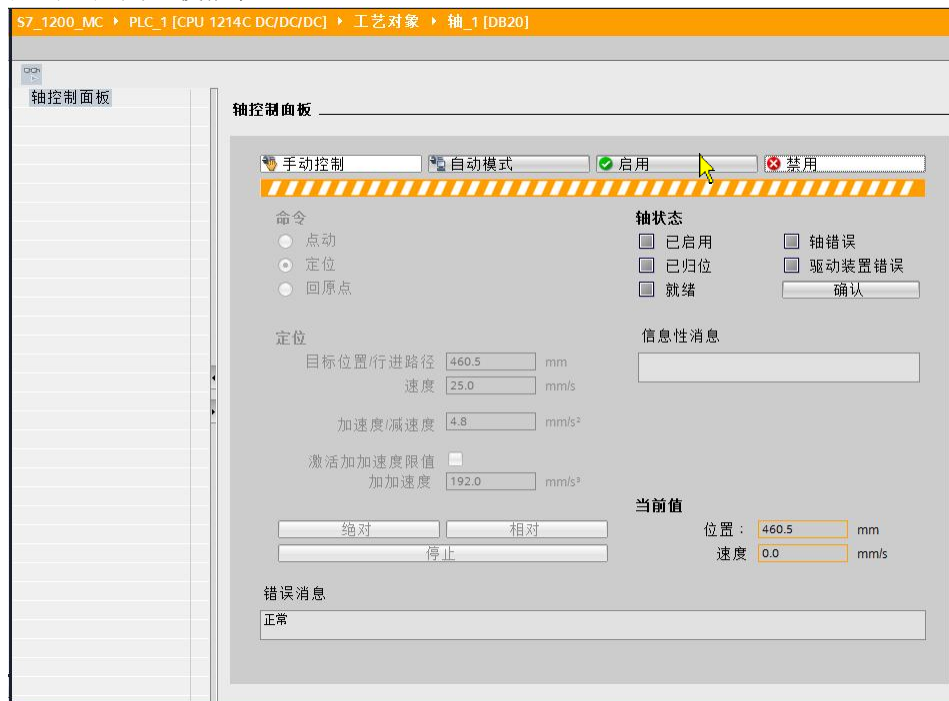 S7_1200_MC ▸ PLC_1 [CPU 1214C DC/DC/DC] ▸ 工艺对象 ▸ 轴_1 [DB20]
轴控制面板
轴控制面板
手动控制 自动模式 启用 禁用
命令
点动
定位
回原点
轴状态
已启用 轴错误
已归位 驱动装置错误
就绪 确认
定位
目标位置/行进路径 460.5 mm
速度 25.0 mm/s
加速度/减速度 4.8 mm/s²
激活加加速度限值
加加速度 192.0 mm/s³
绝对 相对
停止
信息性消息
当前值
位置： 460.5 mm
速度 0.0 mm/s
错误消息
正常